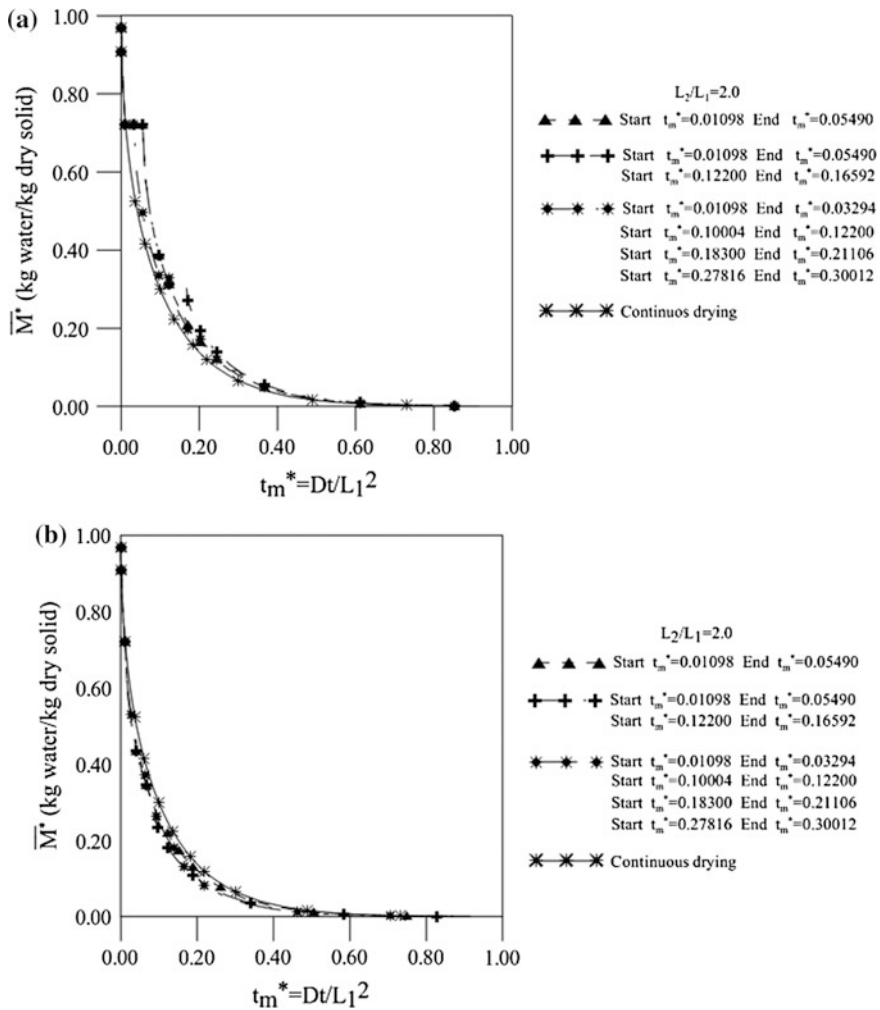 (a)
1.00
0.80
0.60
0.40
0.20
0.00
M̅* (kg water/kg dry solid)
0.00 0.20 0.40 0.60 0.80 1.00
tm*=Dt/L1²
L2/L1=2.0
Start tm*=0.01098 End tm*=0.05490
Start tm*=0.01098 End tm*=0.05490
Start tm*=0.12200 End tm*=0.16592
Start tm*=0.01098 End tm*=0.03294
Start tm*=0.10004 End tm*=0.12200
Start tm*=0.18300 End tm*=0.21106
Start tm*=0.27816 End tm*=0.30012
Continuos drying
(b)
1.00
0.80
0.60
0.40
0.20
0.00
M̅* (kg water/kg dry solid)
0.00 0.20 0.40 0.60 0.80 1.00
tm*=Dt/L1²
L2/L1=2.0
Start tm*=0.01098 End tm*=0.05490
Start tm*=0.01098 End tm*=0.05490
Start tm*=0.12200 End tm*=0.16592
Start tm*=0.01098 End tm*=0.03294
Start tm*=0.10004 End tm*=0.12200
Start tm*=0.18300 End tm*=0.21106
Start tm*=0.27816 End tm*=0.30012
Continuous drying